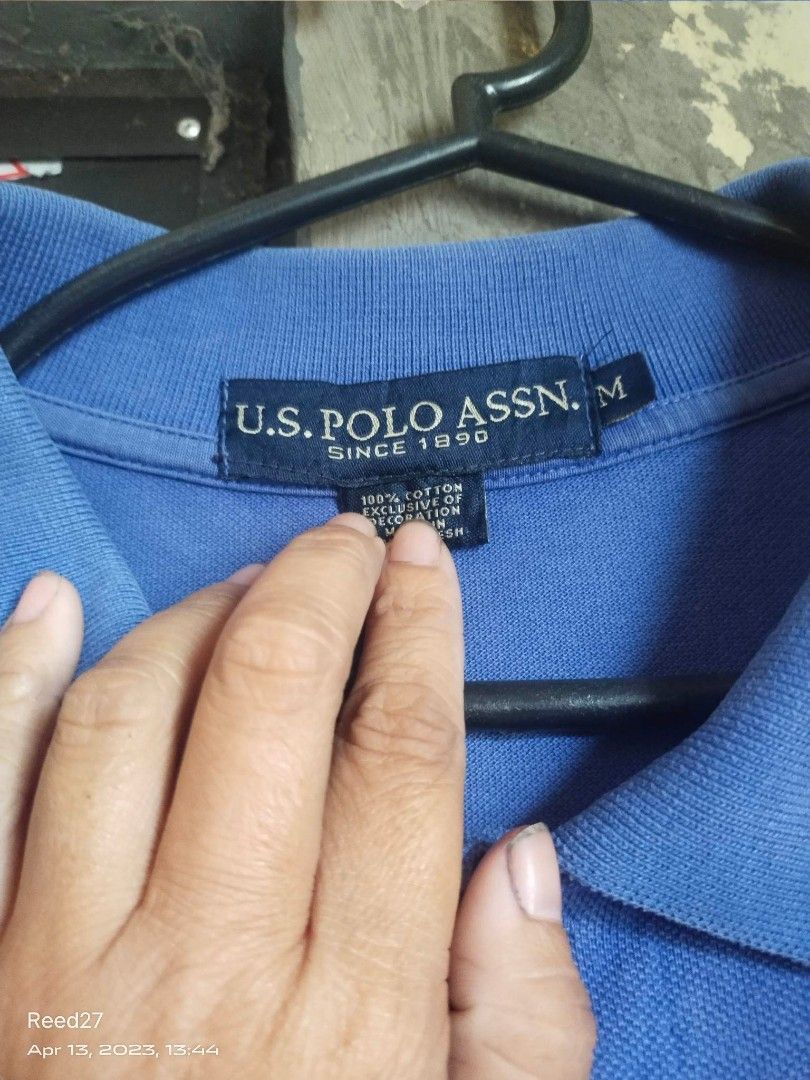 U.S. POLO ASSN.
SINCE 1890
M
100% COTTON
EXCLUSIVE OF
DECORATION
Reed27
Apr 13, 2023, 13:44